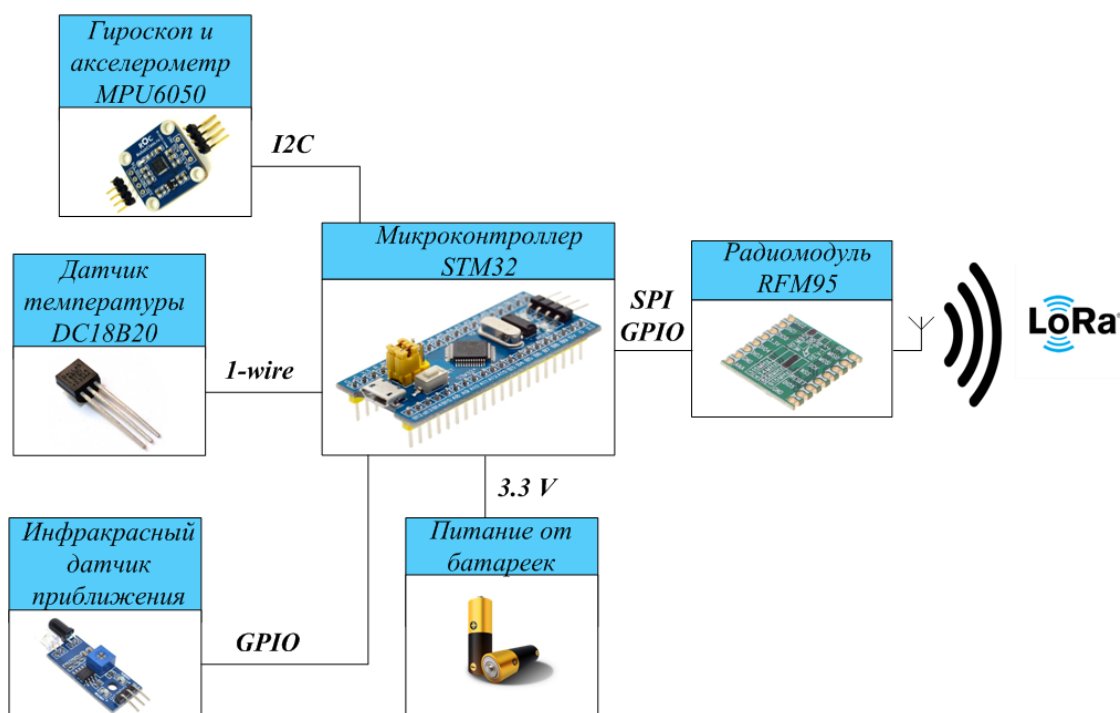 Гироскоп и
акселерометр
MPU6050
I2C
Микроконтроллер
STM32
Датчик
температуры
DC18B20
1-wire
SPI
GPIO
Радиомодуль
RFM95
LoRa
3.3 V
Инфракрасный
датчик
приближения
GPIO
Питание от
батареек